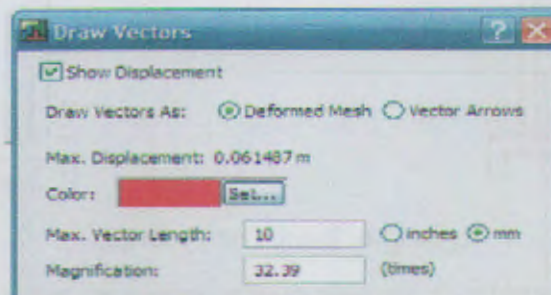 Draw Vectors
Show Displacement
Draw Vectors As: Deformed Mesh Vector Arrows
Max. Displacement: 0.061487 m
Color: Set...
Max. Vector Length: 10 inches mm
Magnification: 32.39 (times)